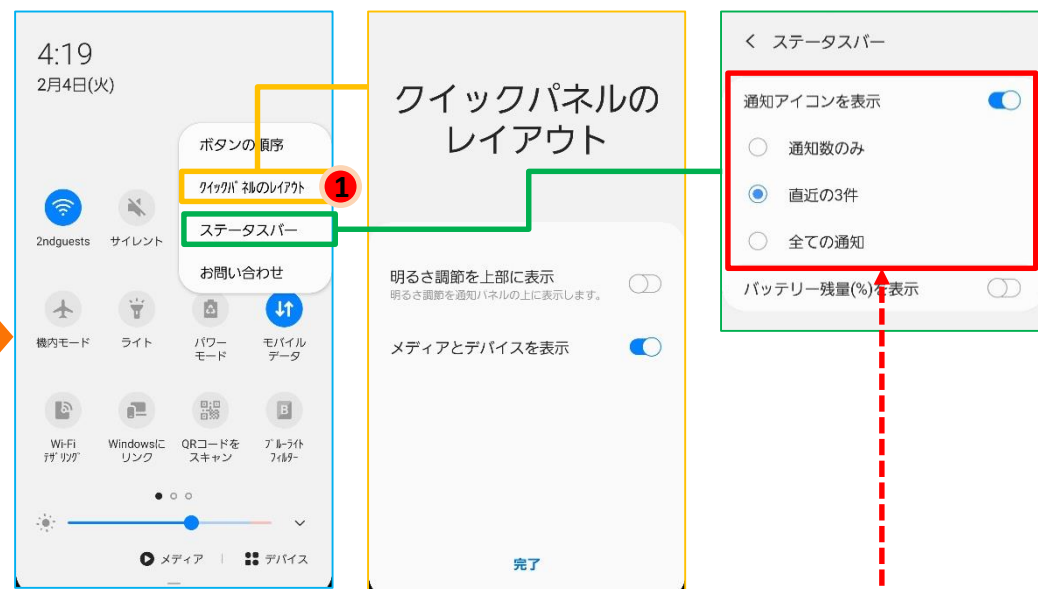 4:19
2月4日(火)
ボタンの順序
クイックパネルのレイアウト
1
ステータスバー
お問い合わせ
2ndguests
サイレント
機内モード
ライト
パワー
モード
モバイル
データ
Wi-Fi
テザリング
Windowsに
リンク
QRコードを
スキャン
B
ブルーライト
フィルター
メディア
デバイス
クイックパネルの
レイアウト
明るさ調節を上部に表示
明るさ調節を通知パネルの上に表示します。
メディアとデバイスを表示
完了
ステータスバー
通知アイコンを表示
通知数のみ
直近の3件
全ての通知
バッテリー残量(%)を表示